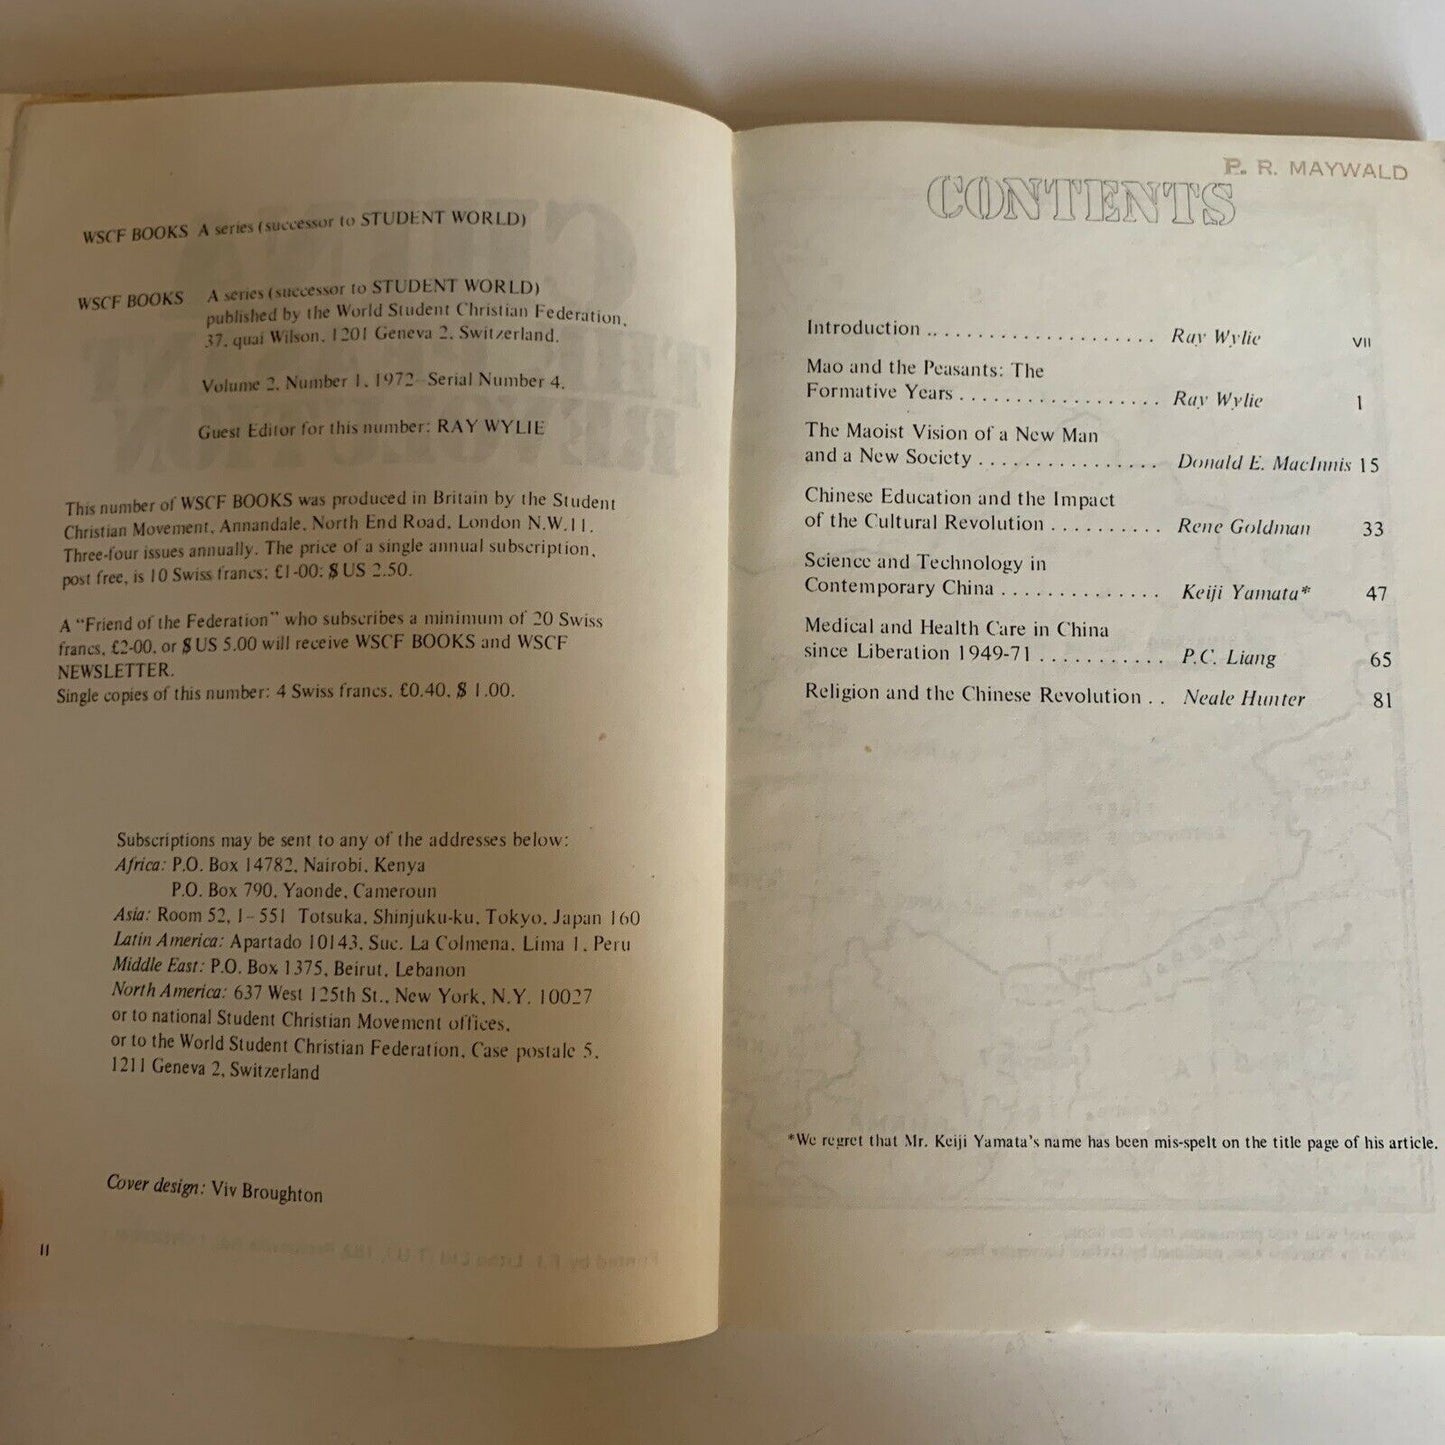 WSCF BOOKS A series (successor to STUDENT WORLD)
WSCF BOOKS A series (successor to STUDENT WORLD)
published by the World Student Christian Federation,
37, quai Wilson, 1201 Geneva 2, Switzerland.
Volume 2, Number 1, 1972—Serial Number 4.
Guest Editor for this number: RAY WYLIE
This number of WSCF BOOKS was produced in Britain by the Student
Christian Movement, Annandale, North End Road, London N.W.11.
Three-four issues annually. The price of a single annual subscription,
post free, is 10 Swiss francs: £1-00: $ US 2.50.
A “Friend of the Federation” who subscribes a minimum of 20 Swiss
francs, £2-00, or $ US 5.00 will receive WSCF BOOKS and WSCF
NEWSLETTER.
Single copies of this number: 4 Swiss francs, £0.40, $ 1.00.
Subscriptions may be sent to any of the addresses below:
Africa: P.O. Box 14782, Nairobi, Kenya
P.O. Box 790, Yaonde, Cameroun
Asia: Room 52, 1-551 Totsuka, Shinjuku-ku, Tokyo, Japan 160
Latin America: Apartado 10143, Suc. La Colmena, Lima 1, Peru
Middle East: P.O. Box 1375, Beirut, Lebanon
North America: 637 West 125th St., New York, N.Y. 10027
or to national Student Christian Movement offices,
or to the World Student Christian Federation, Case postale 5,
1211 Geneva 2, Switzerland
Cover design: Viv Broughton
II
P. R. MAYWALD
CONTENTS
Introduction .. . . . . . . . . . . . . . . . . . . . Ray Wylie VII
Mao and the Peasants: The
Formative Years . . . . . . . . . . . . . . . . . . Ray Wylie 1
The Maoist Vision of a New Man
and a New Society . . . . . . . . . . . . . . . . Donald E. MacInnis 15
Chinese Education and the Impact
of the Cultural Revolution . . . . . . . . . . Rene Goldman 33
Science and Technology in
Contemporary China . . . . . . . . . . . . . . Keiji Yamata* 47
Medical and Health Care in China
since Liberation 1949-71 . . . . . . . . . . . P.C. Liang 65
Religion and the Chinese Revolution . . Neale Hunter 81
*We regret that Mr. Keiji Yamata's name has been mis-spelt on the title page of his article.